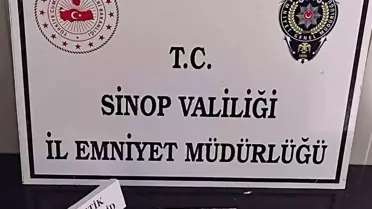 T.C.
SİNOP VALİLİĞİ
İL EMNİYET MÜDÜRLÜĞÜ